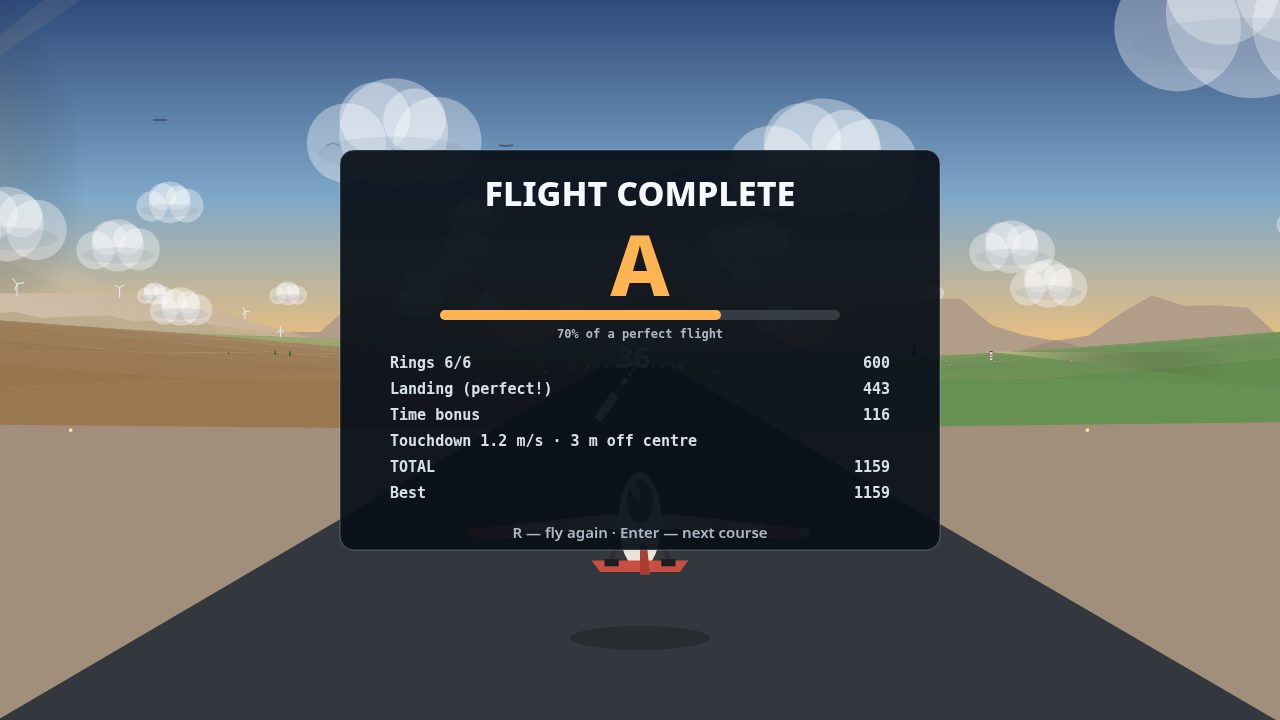 FLIGHT COMPLETE
A
70% of a perfect flight
36
Rings 6/6 600
Landing (perfect!) 443
Time bonus 116
Touchdown 1.2 m/s · 3 m off centre
TOTAL 1159
Best 1159
R — fly again · Enter — next course